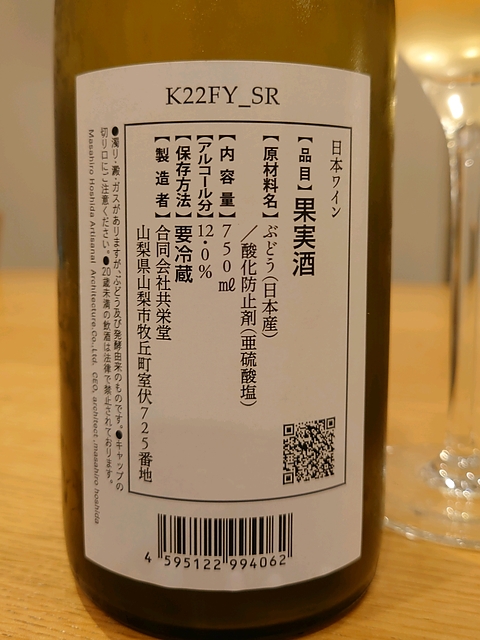 K22FY_SR
日本ワイン
【品目】果実酒
【原材料名】ぶどう(日本産)
/酸化防止剤(亜硫酸塩)
【内容量】750㎖
【アルコール分】12・0%
【保存方法】要冷蔵
【製造者】合同会社共栄堂
山梨県山梨市牧丘町室伏725番地
●濁り・澱・ガスがありますが、ぶどう及び発酵由来のものです。●キャップの
切り口にご注意ください。●20歳未満の飲酒は法律で禁止されております。
Masahiro Hoshida Artisanal Architecture.Co.,Ltd. CEO, architect ,masahiro hoshida
4 595122 994062